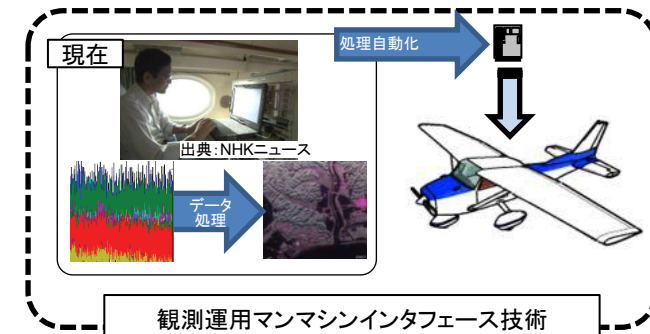 現在
処理自動化
出典:NHKニュース
データ
処理
観測運用マンマシンインタフェース技術